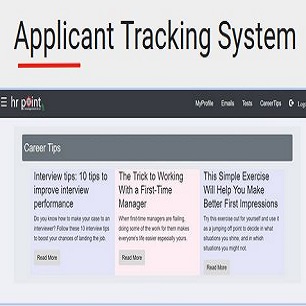 Applicant Tracking System
hr point
MyProfile Emails Tests CareerTips
Career Tips
Interview tips: 10 tips to improve interview performance
Do you know how to make your case to an interviewer? Follow these 10 interview tips to boost your chances of landing the job.
Read More
The Trick to Working With a First-Time Manager
When first-time managers are flailing, doing some of the work for them makes everyone's life easier especially yours.
Read More
This Simple Exercise Will Help You Make Better First Impressions
Try this exercise out for yourself and use it as a jumping off point to decide in what situations you shine, and in which situations you might not.
Read More